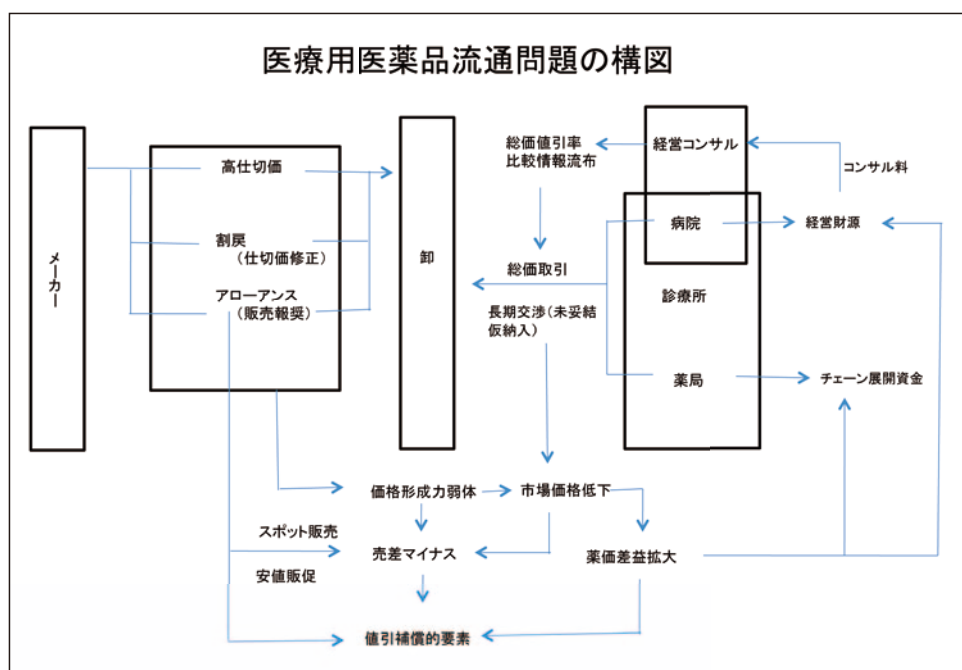 医療用医薬品流通問題の構図
メーカー
高仕切価
割戻
(仕切価修正)
アローアンス
(販売報奨)
卸
総価値引率
比較情報流布
経営コンサル
コンサル料
病院
経営財源
総価取引
診療所
長期交渉(未妥結
仮納入)
薬局
チェーン展開資金
価格形成力弱体
市場価格低下
スポット販売
売差マイナス
薬価差益拡大
安値販促
値引補償的要素